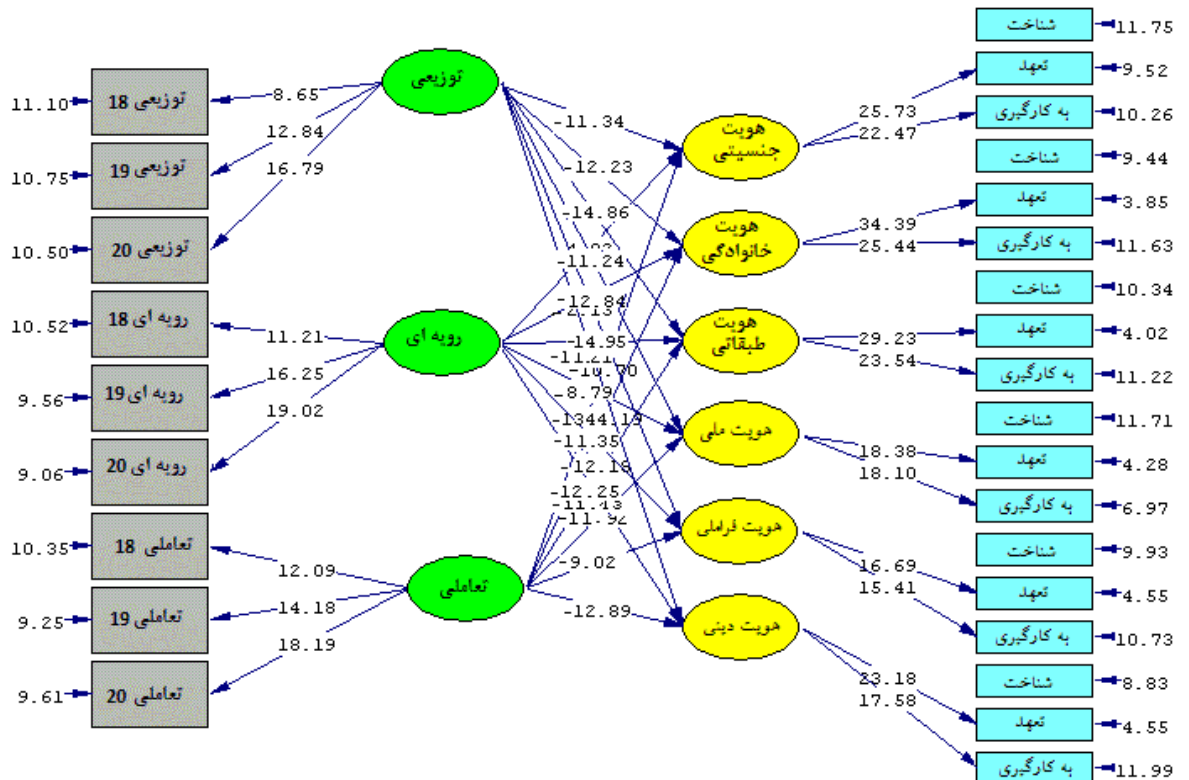 توزیعی 18
توزیعی 19
توزیعی 20
رویه ای 18
رویه ای 19
رویه ای 20
تعاملی 18
تعاملی 19
تعاملی 20
11.10
10.75
10.50
10.52
9.56
9.06
10.35
9.25
9.61
8.65
12.84
16.79
11.21
16.25
19.02
12.09
14.18
18.19
توزیعی
رویه ای
تعاملی
-11.34
-12.23
-14.86
-11.24
-12.84
-14.95
-8.79
-11.35
-12.18
-12.25
-11.43
-11.92
-9.02
-12.89
هویت
جنسیتی
هویت
خانوادگی
هویت
طبقاتی
هویت ملی
هویت فراملی
هویت دینی
25.73
22.47
34.39
25.44
29.23
23.54
18.38
18.10
16.69
15.41
23.18
17.58
شناخت
تعهد
به کارگیری
شناخت
تعهد
به کارگیری
شناخت
تعهد
به کارگیری
شناخت
تعهد
به کارگیری
شناخت
تعهد
به کارگیری
شناخت
تعهد
به کارگیری
11.75
9.52
10.26
9.44
3.85
11.63
10.34
4.02
11.22
11.71
4.28
6.97
9.93
4.55
10.73
8.83
4.55
11.99